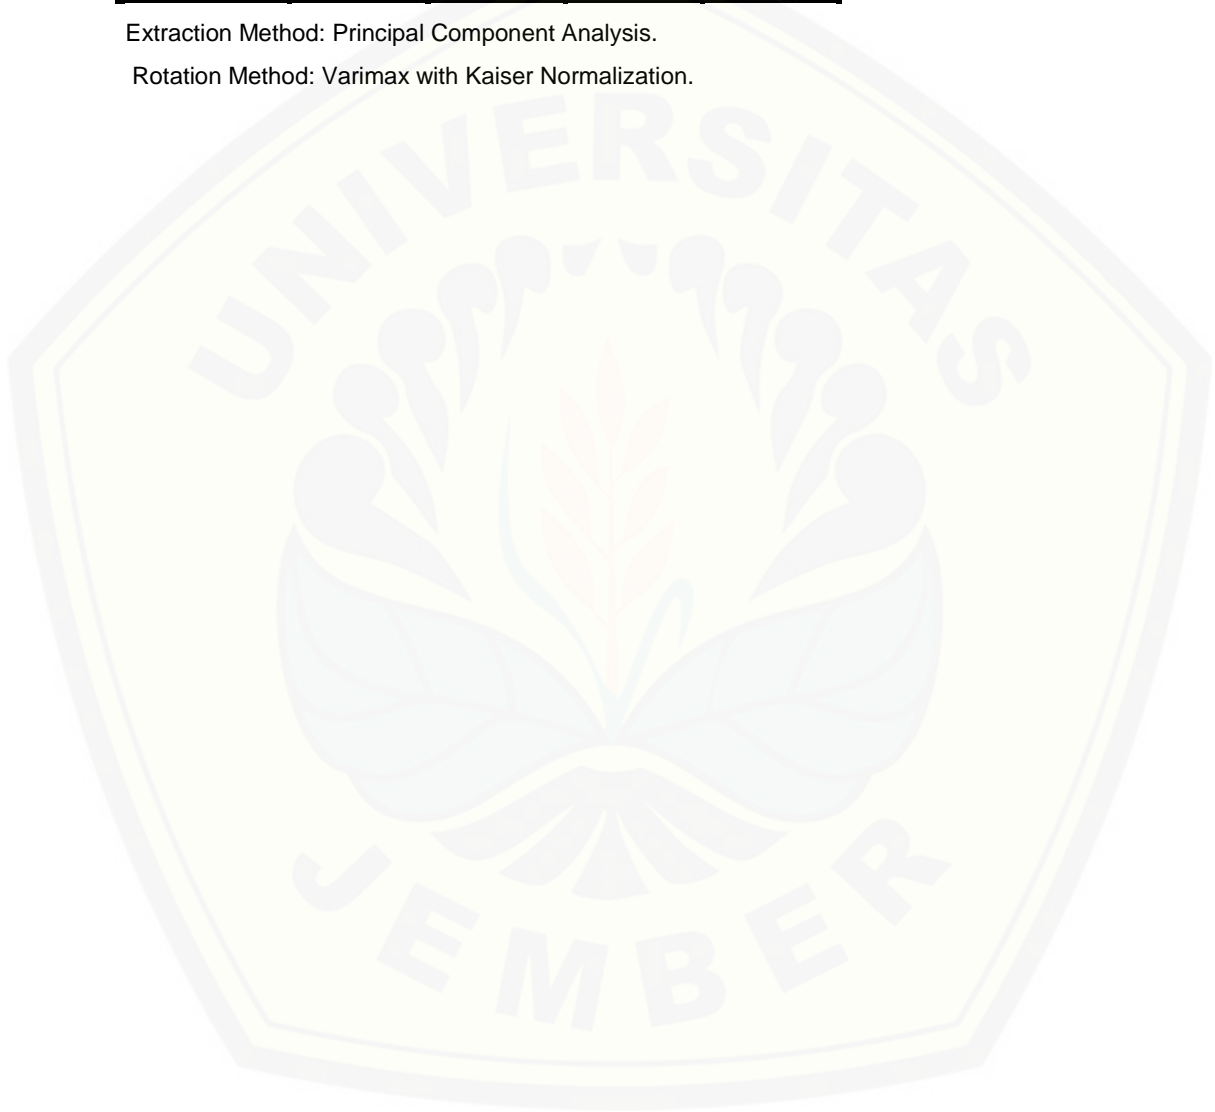 Extraction Method: Principal Component Analysis.
Rotation Method: Varimax with Kaiser Normalization.
UNIVERSITAS
JEMBER